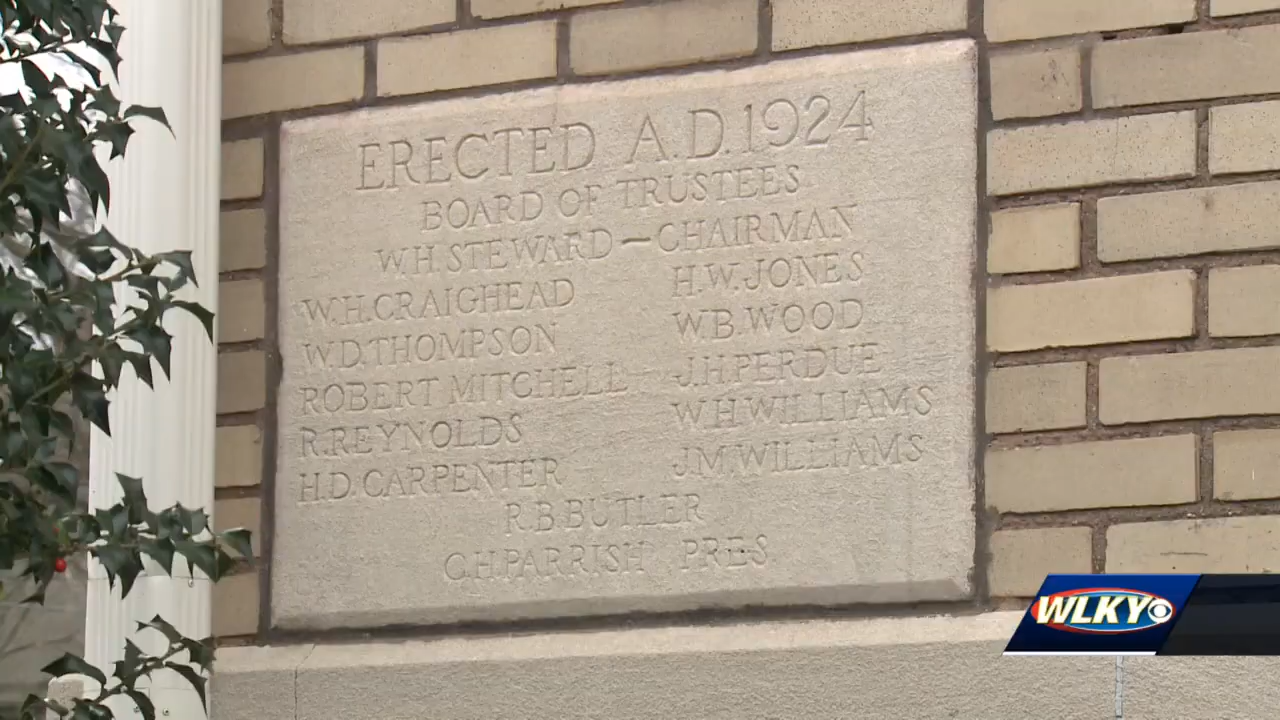 ERECTED A.D. 1924
BOARD OF TRUSTEES
W.H. STEWARD – CHAIRMAN
W.H. CRAIGHEAD H.W. JONES
W.D. THOMPSON W.B. WOOD
ROBERT MITCHELL J.H. PERDUE
R. REYNOLDS W.H. WILLIAMS
H.D. CARPENTER J.M. WILLIAMS
R.B. BUTLER
C.H. PARRISH PRES
WLKY